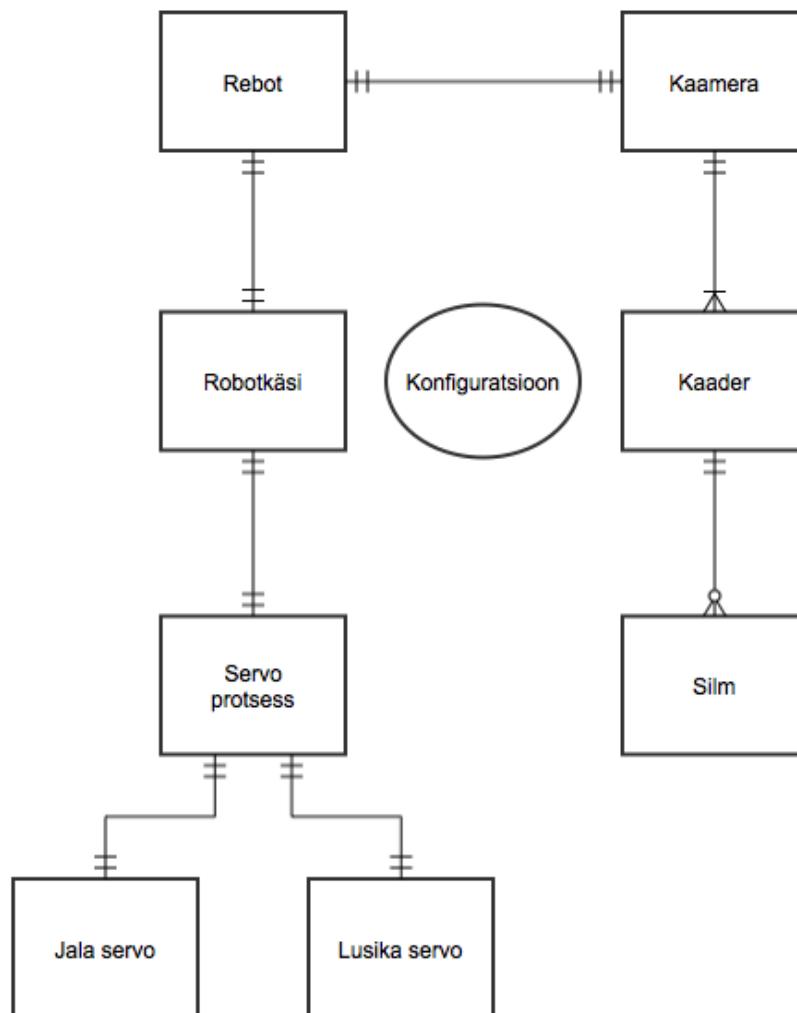 Rebot
Kaamera
Robotkäsi
Konfiguratsioon
Kaader
Servo
protsess
Silm
Jala servo
Lusika servo